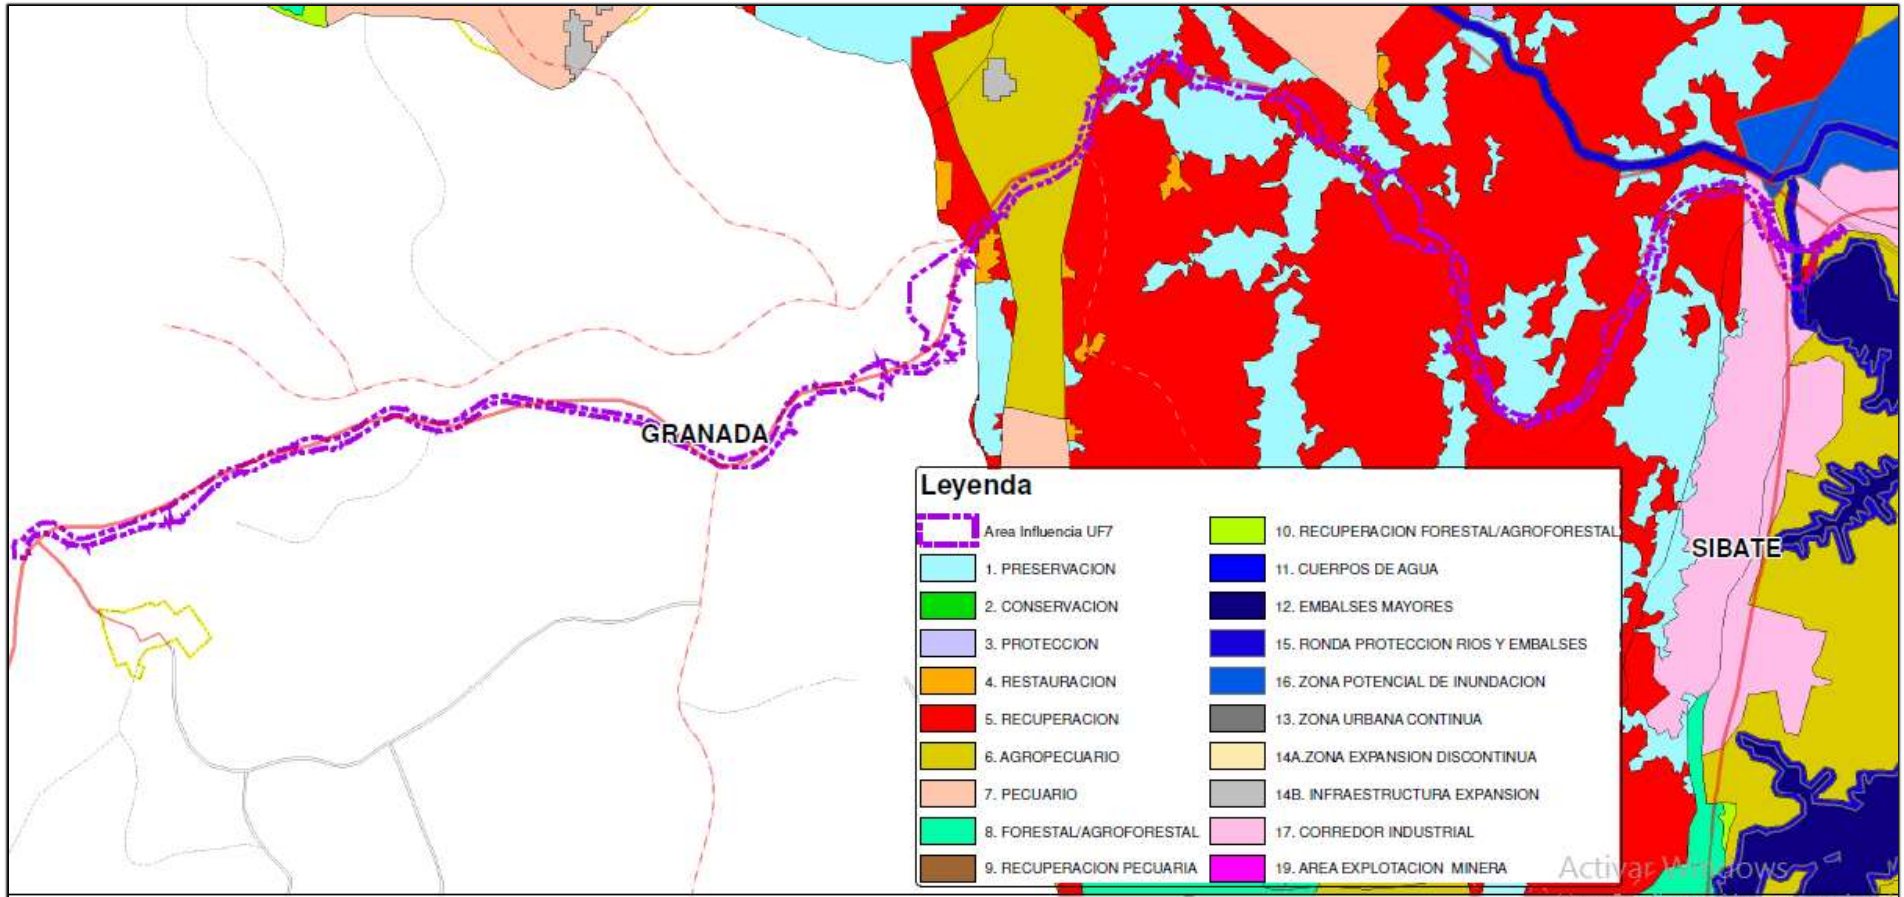 GRANADA
SIBATE
Leyenda
Area Influencia UF7
1. PRESERVACION
2. CONSERVACION
3. PROTECCION
4. RESTAURACION
5. RECUPERACION
6. AGROPECUARIO
7. PECUARIO
8. FORESTAL/AGROFORESTAL
9. RECUPERACION PECUARIA
10. RECUPERACION FORESTAL/AGROFORESTAL
11. CUERPOS DE AGUA
12. EMBALSES MAYORES
15. RONDA PROTECCION RIOS Y EMBALSES
16. ZONA POTENCIAL DE INUNDACION
13. ZONA URBANA CONTINUA
14A.ZONA EXPANSION DISCONTINUA
14B. INFRAESTRUCTURA EXPANSION
17. CORREDOR INDUSTRIAL
19. AREA EXPLOTACION MINERA
Activar Windows